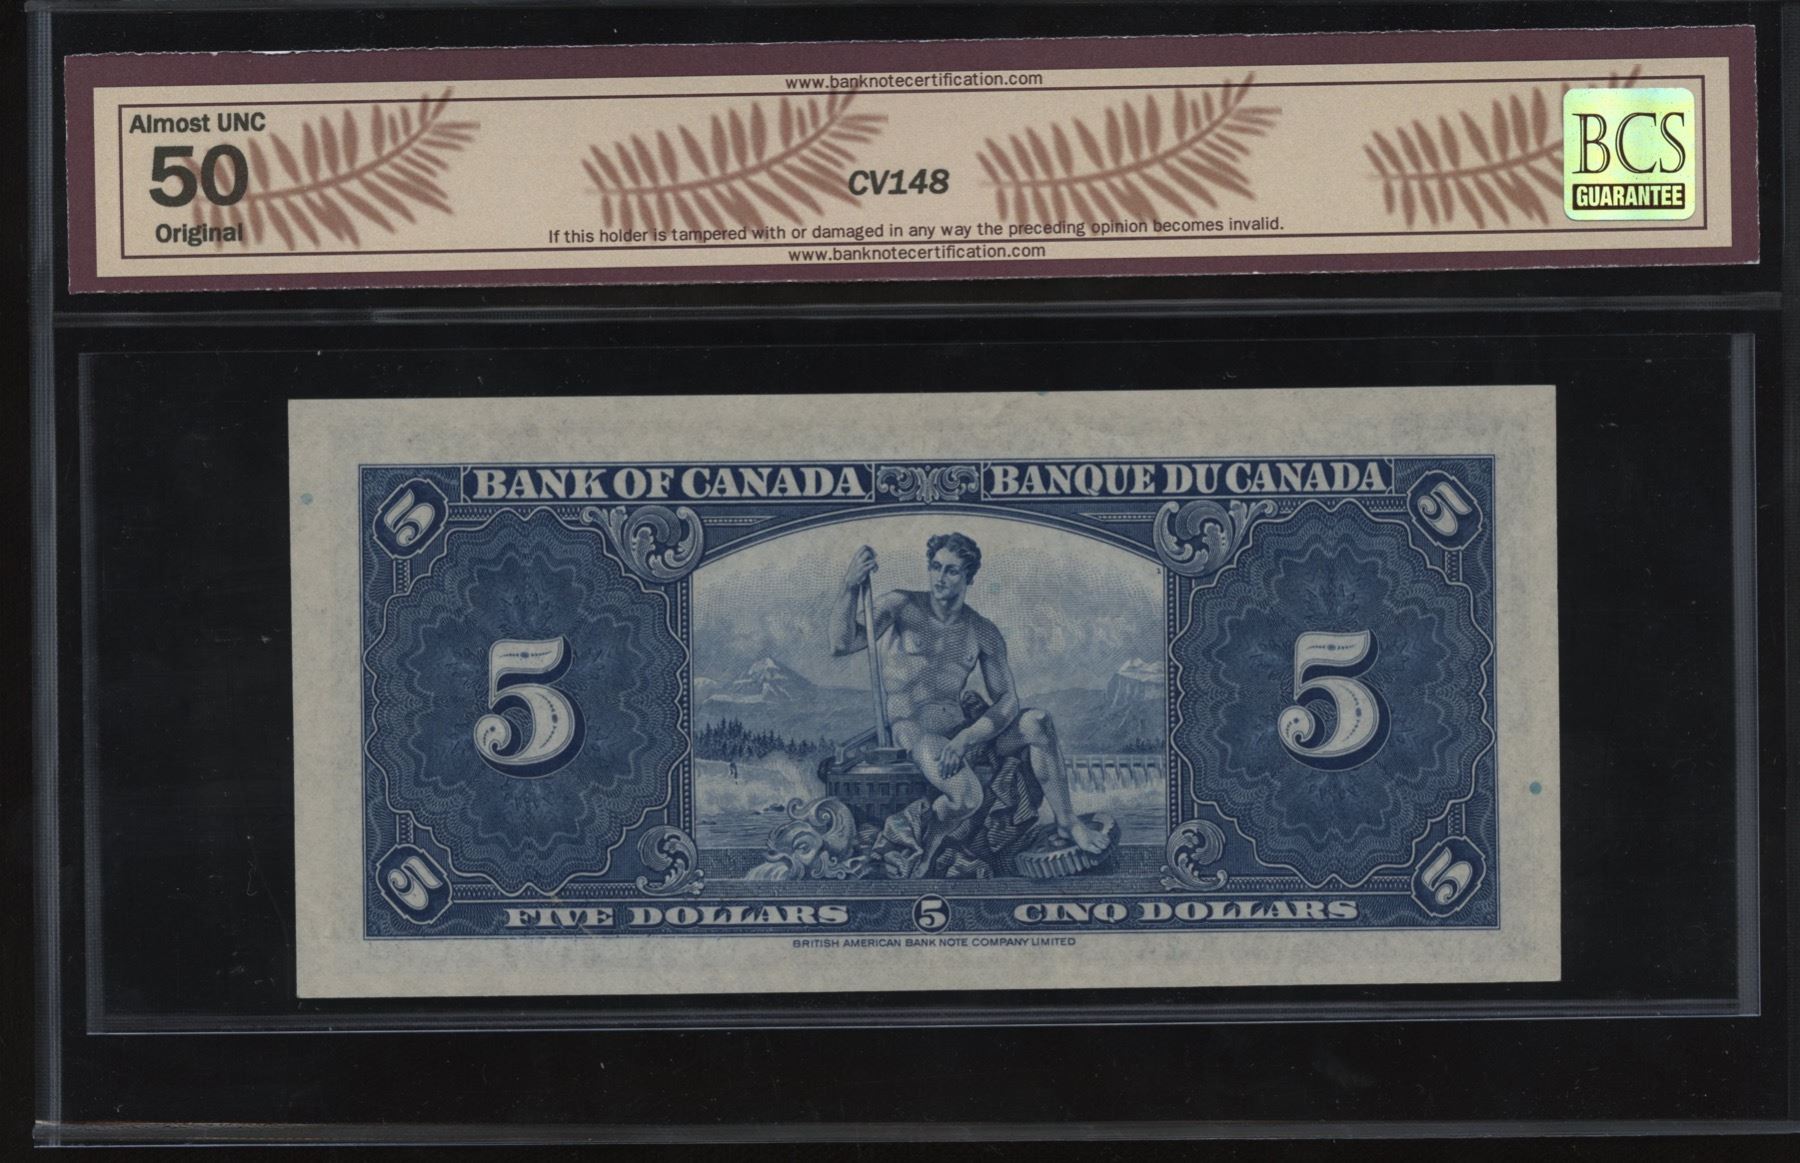 www.banknotecertification.com
Almost UNC
50
Original
CV148
BCS
GUARANTEE
If this holder is tampered with or damaged in any way the preceding opinion becomes invalid.
www.banknotecertification.com
BANK OF CANADA BANQUE DU CANADA
5 5
5 5
5 5
FIVE DOLLARS 5 CINQ DOLLARS
BRITISH AMERICAN BANK NOTE COMPANY LIMITED